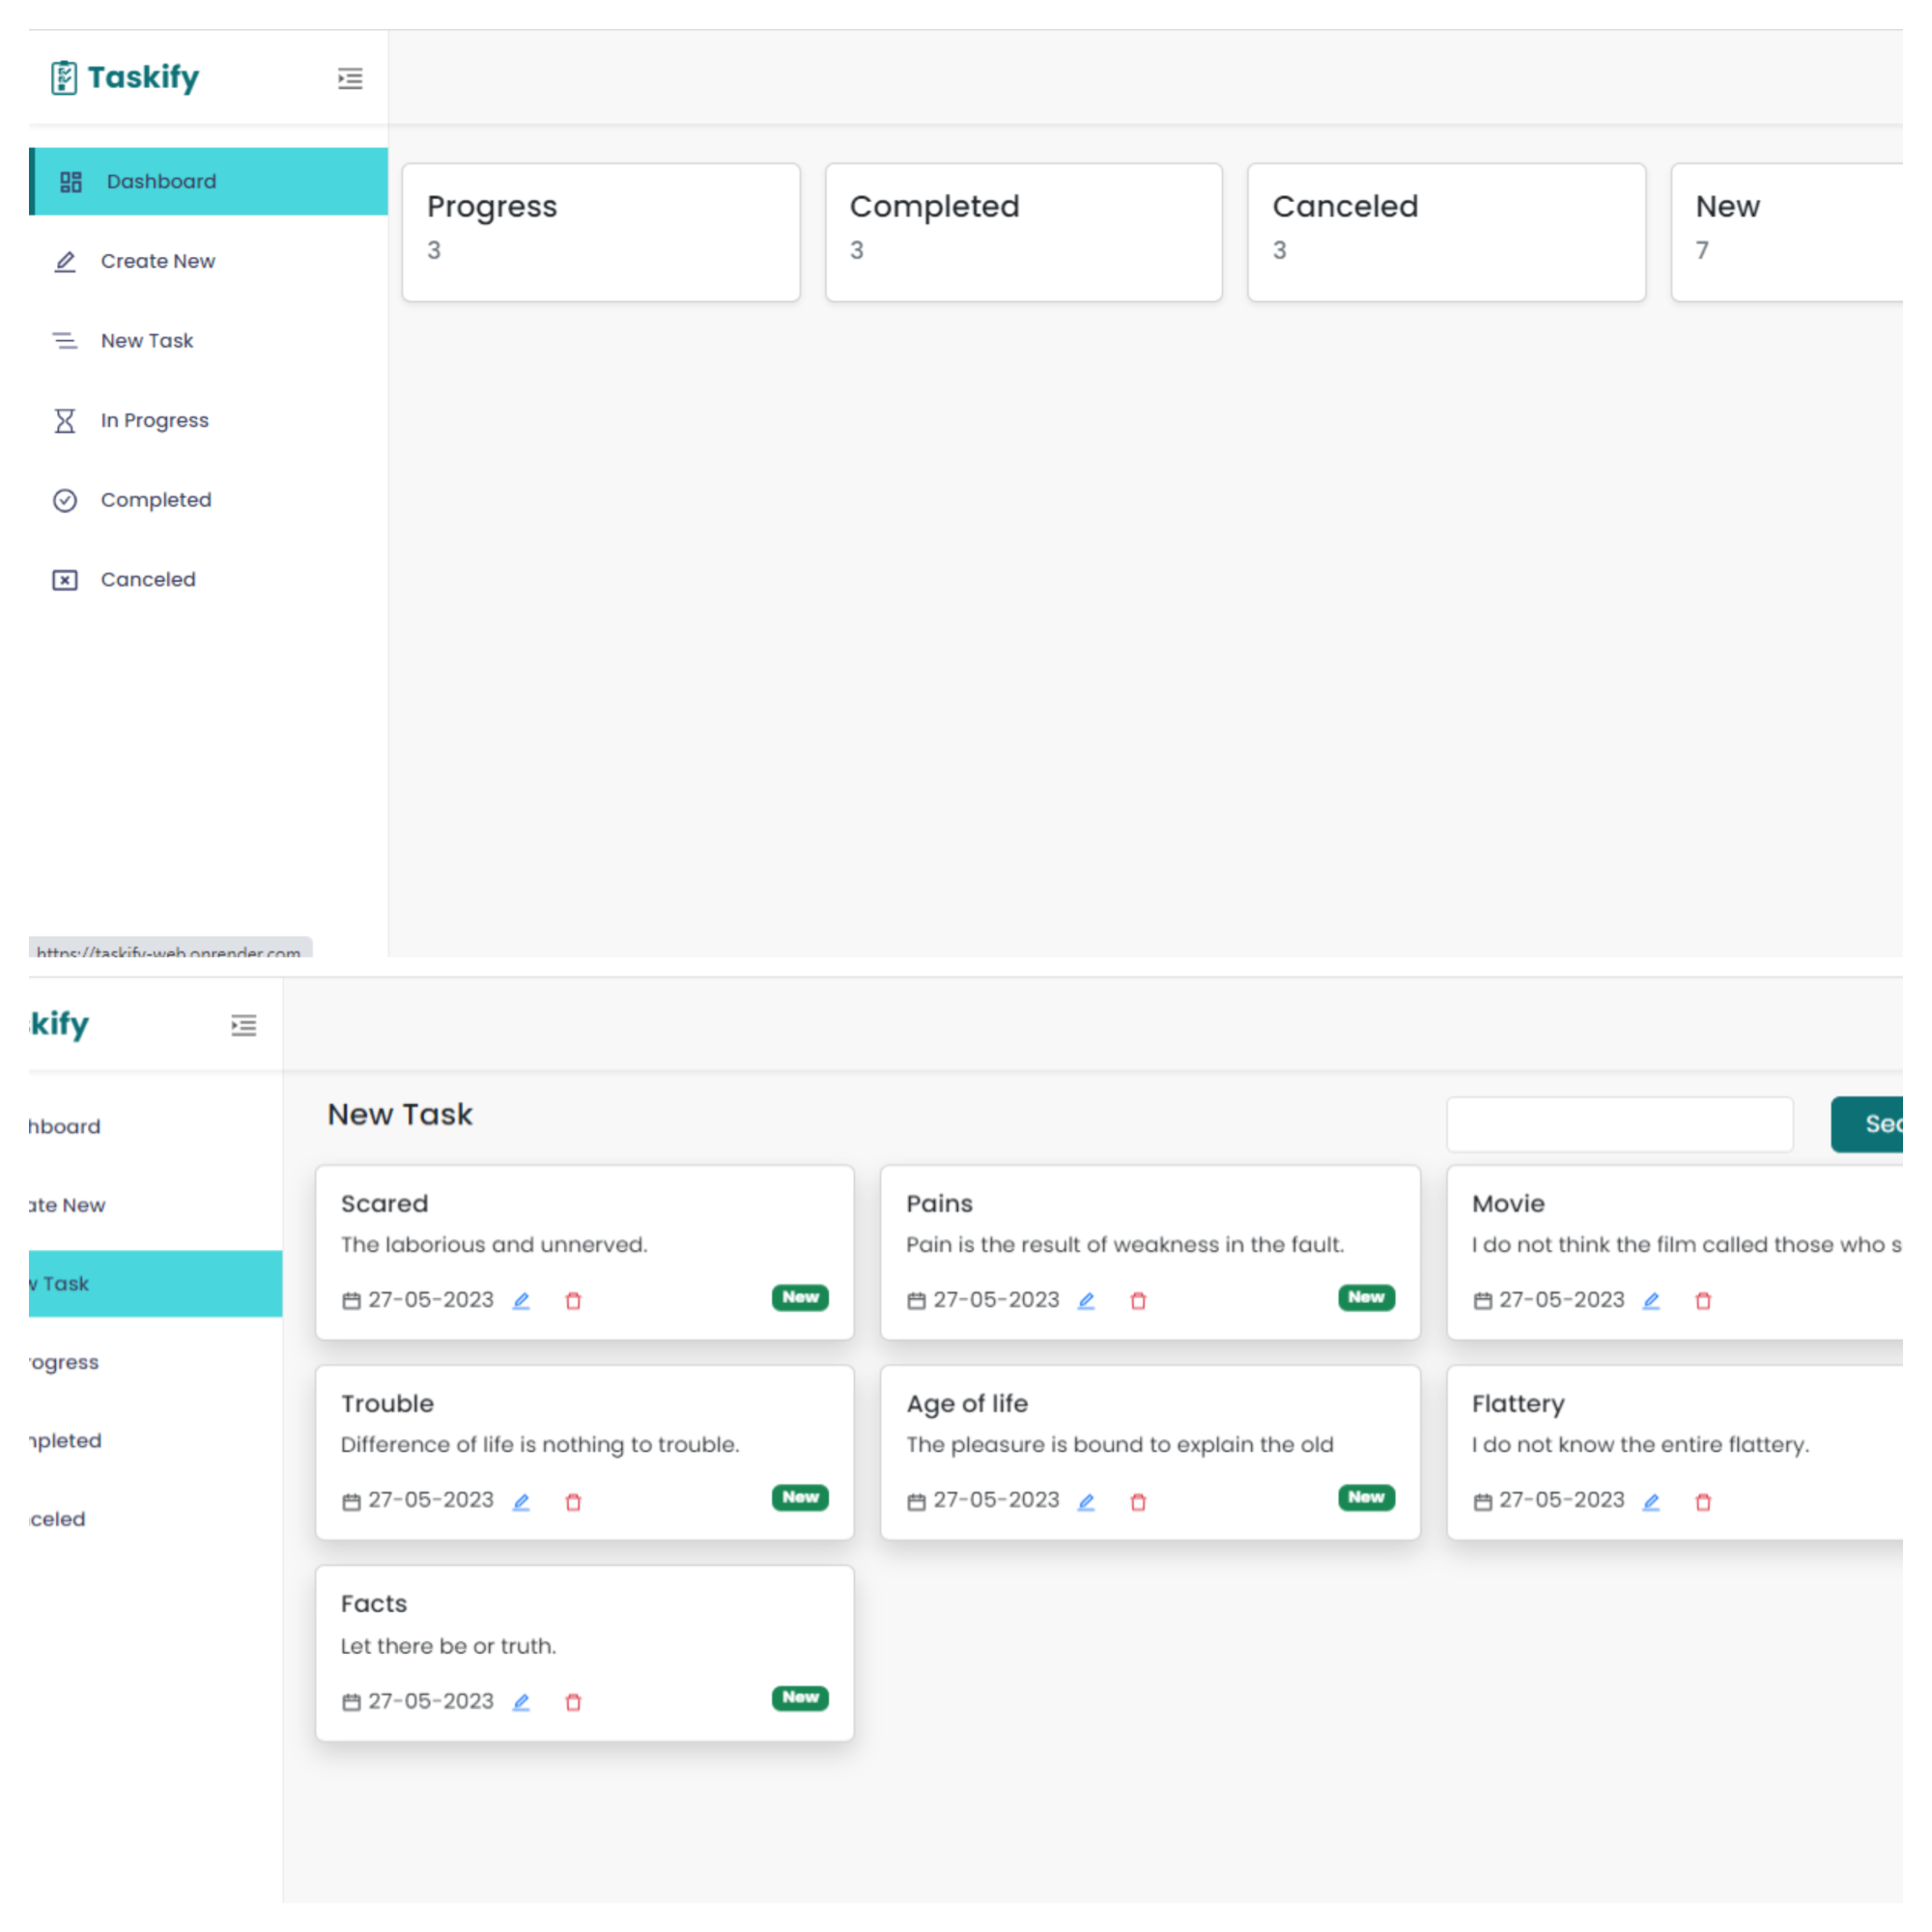 Taskify
Dashboard
Create New
New Task
In Progress
Completed
Canceled
Progress
3
Completed
3
Canceled
3
New
7
https://taskify-web.onrender.com
kify
hboard
ate New
w Task
rogress
mpleted
celed
New Task
Sea
Scared
The laborious and unnerved.
27-05-2023
New
Pains
Pain is the result of weakness in the fault.
27-05-2023
New
Movie
I do not think the film called those who s
27-05-2023
Trouble
Difference of life is nothing to trouble.
27-05-2023
New
Age of life
The pleasure is bound to explain the old
27-05-2023
New
Flattery
I do not know the entire flattery.
27-05-2023
Facts
Let there be or truth.
27-05-2023
New